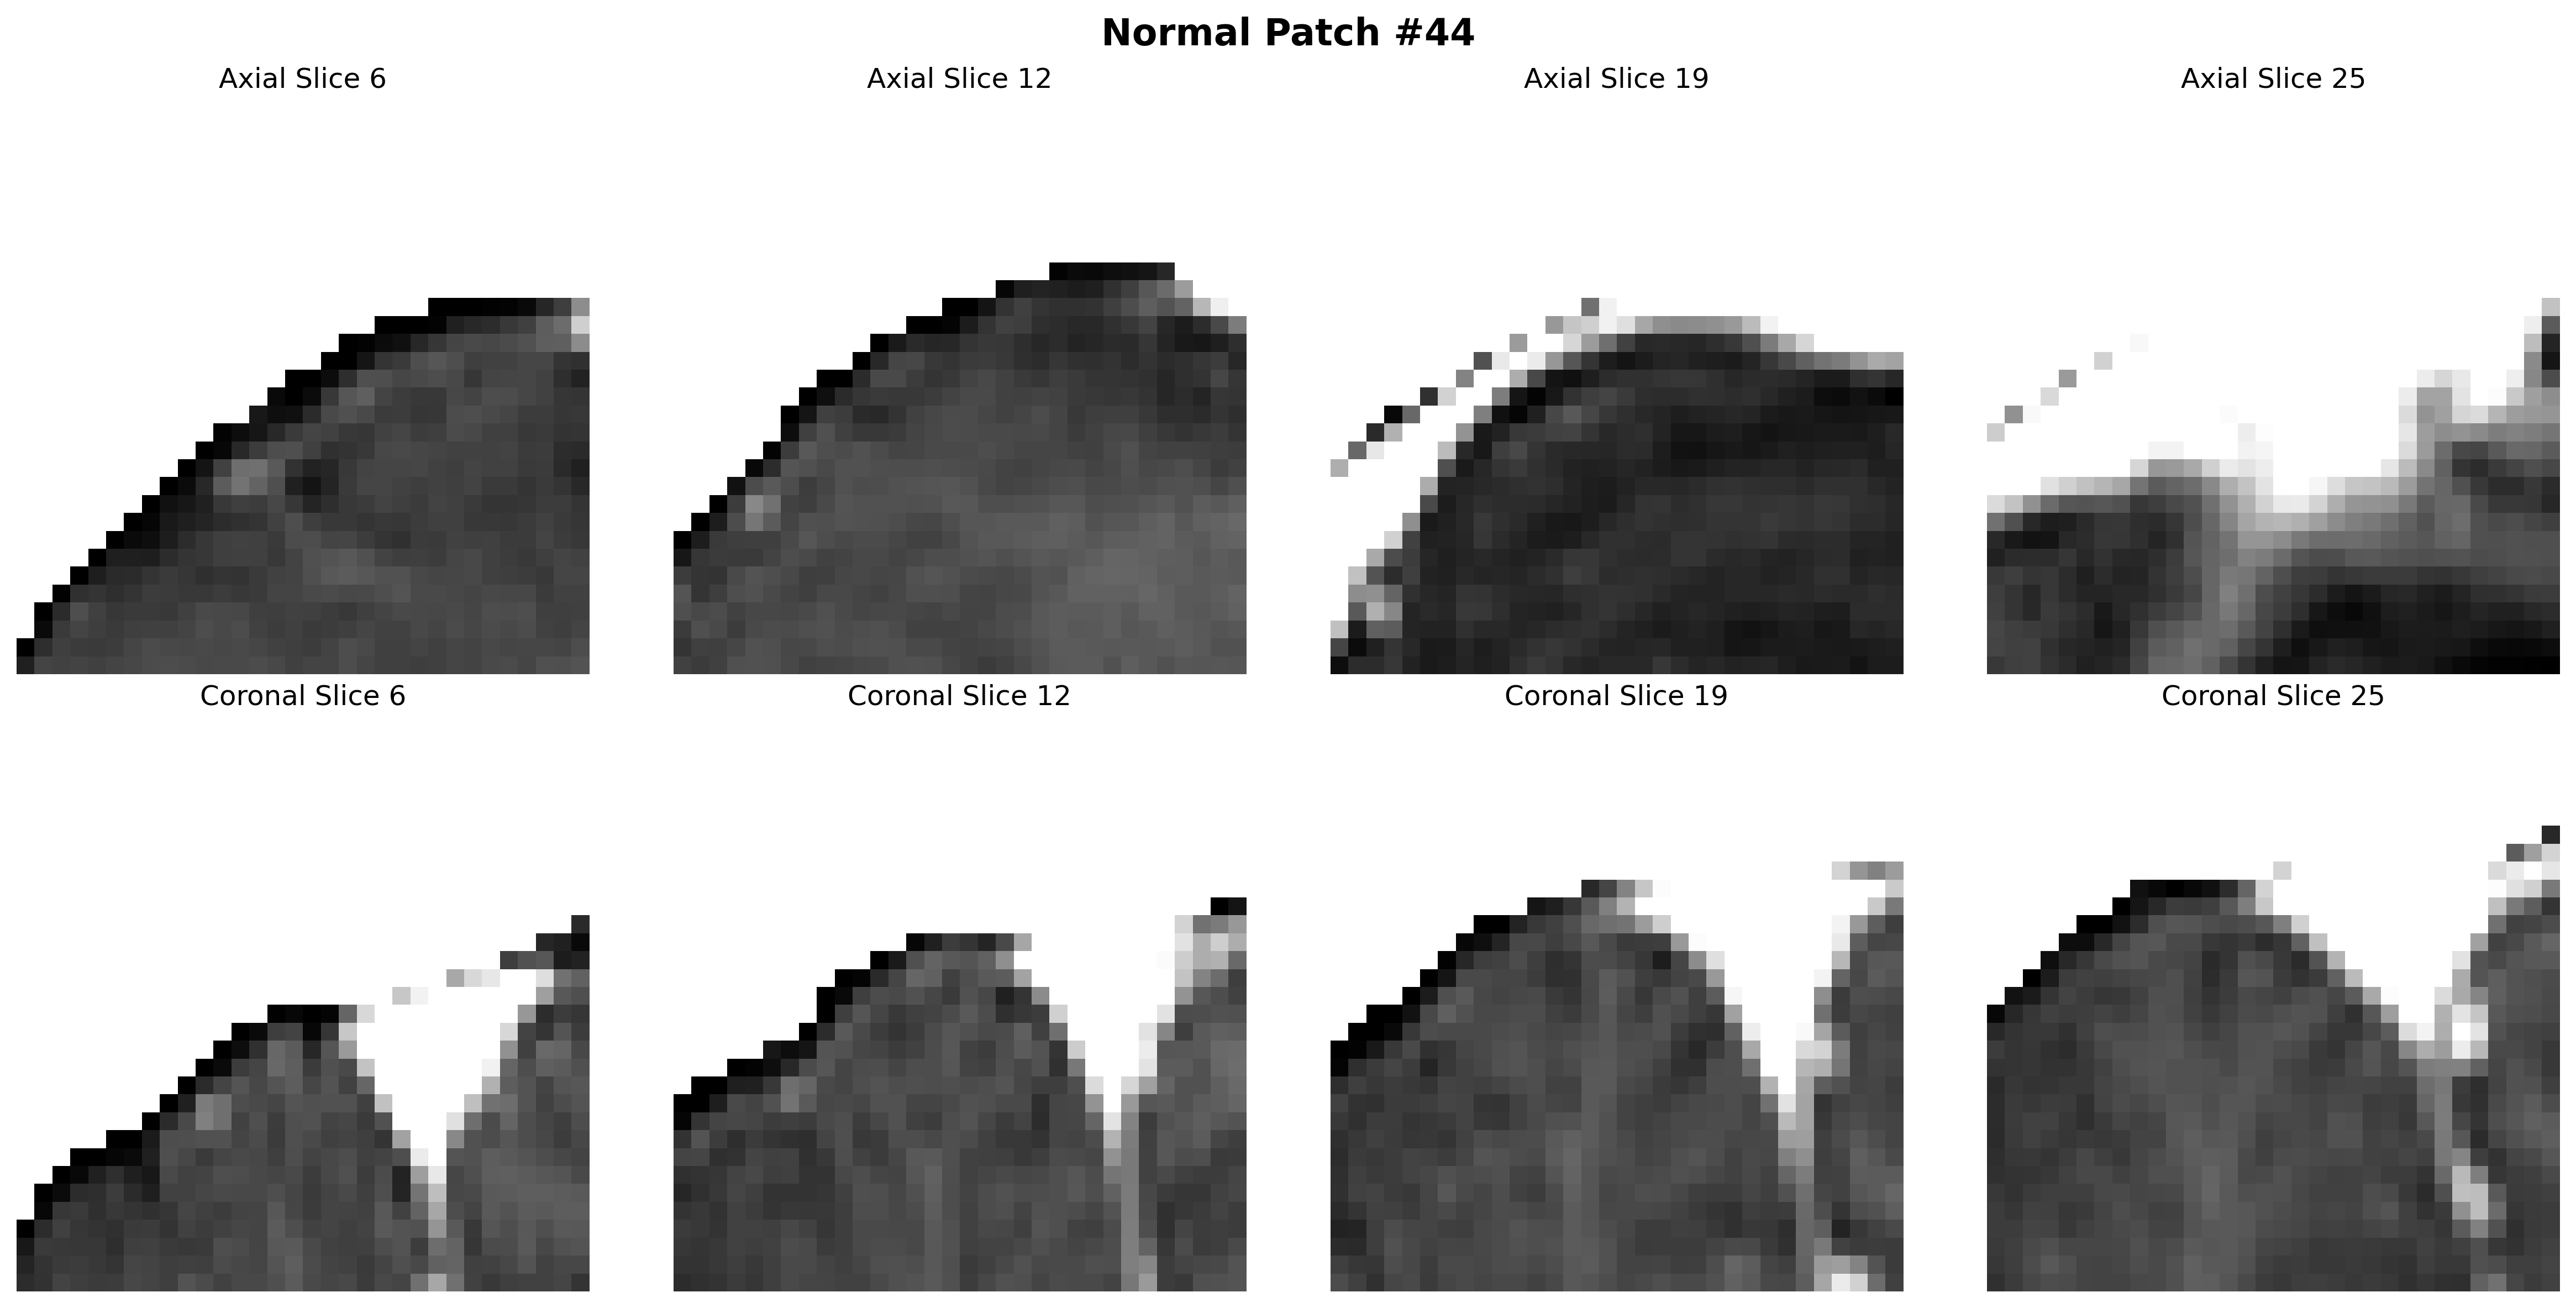 Normal Patch #44
Axial Slice 6
Axial Slice 12
Axial Slice 19
Axial Slice 25
Coronal Slice 6
Coronal Slice 12
Coronal Slice 19
Coronal Slice 25